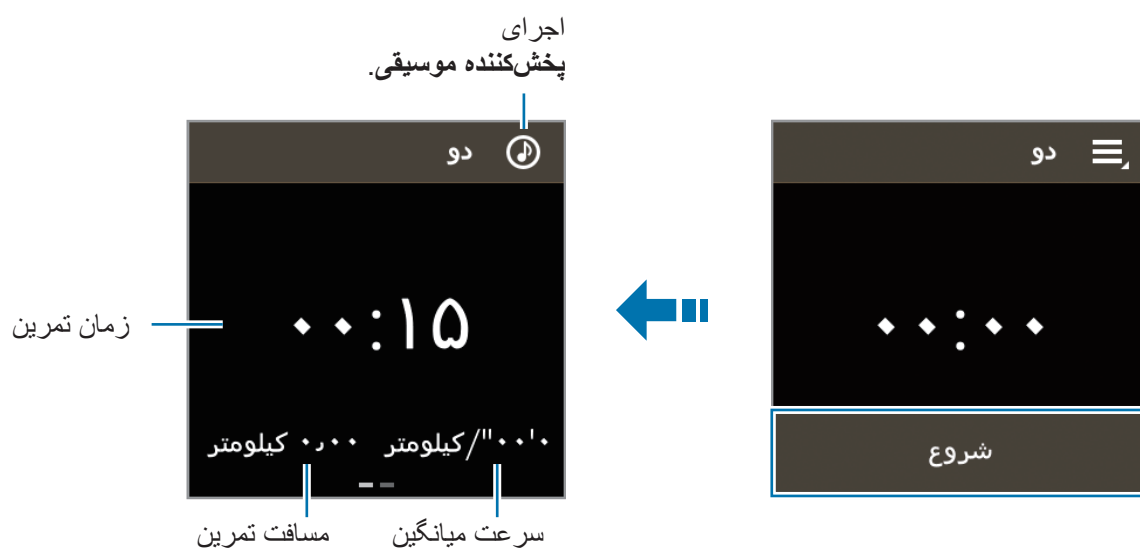 اجرای
پخش‌کننده موسیقی.
دو
۰۰:۰۰
شروع
دو
زمان تمرین
۰۰:۱۵
۰'۰۰"/کیلومتر
۰٫۰۰ کیلومتر
سرعت میانگین
مسافت تمرین